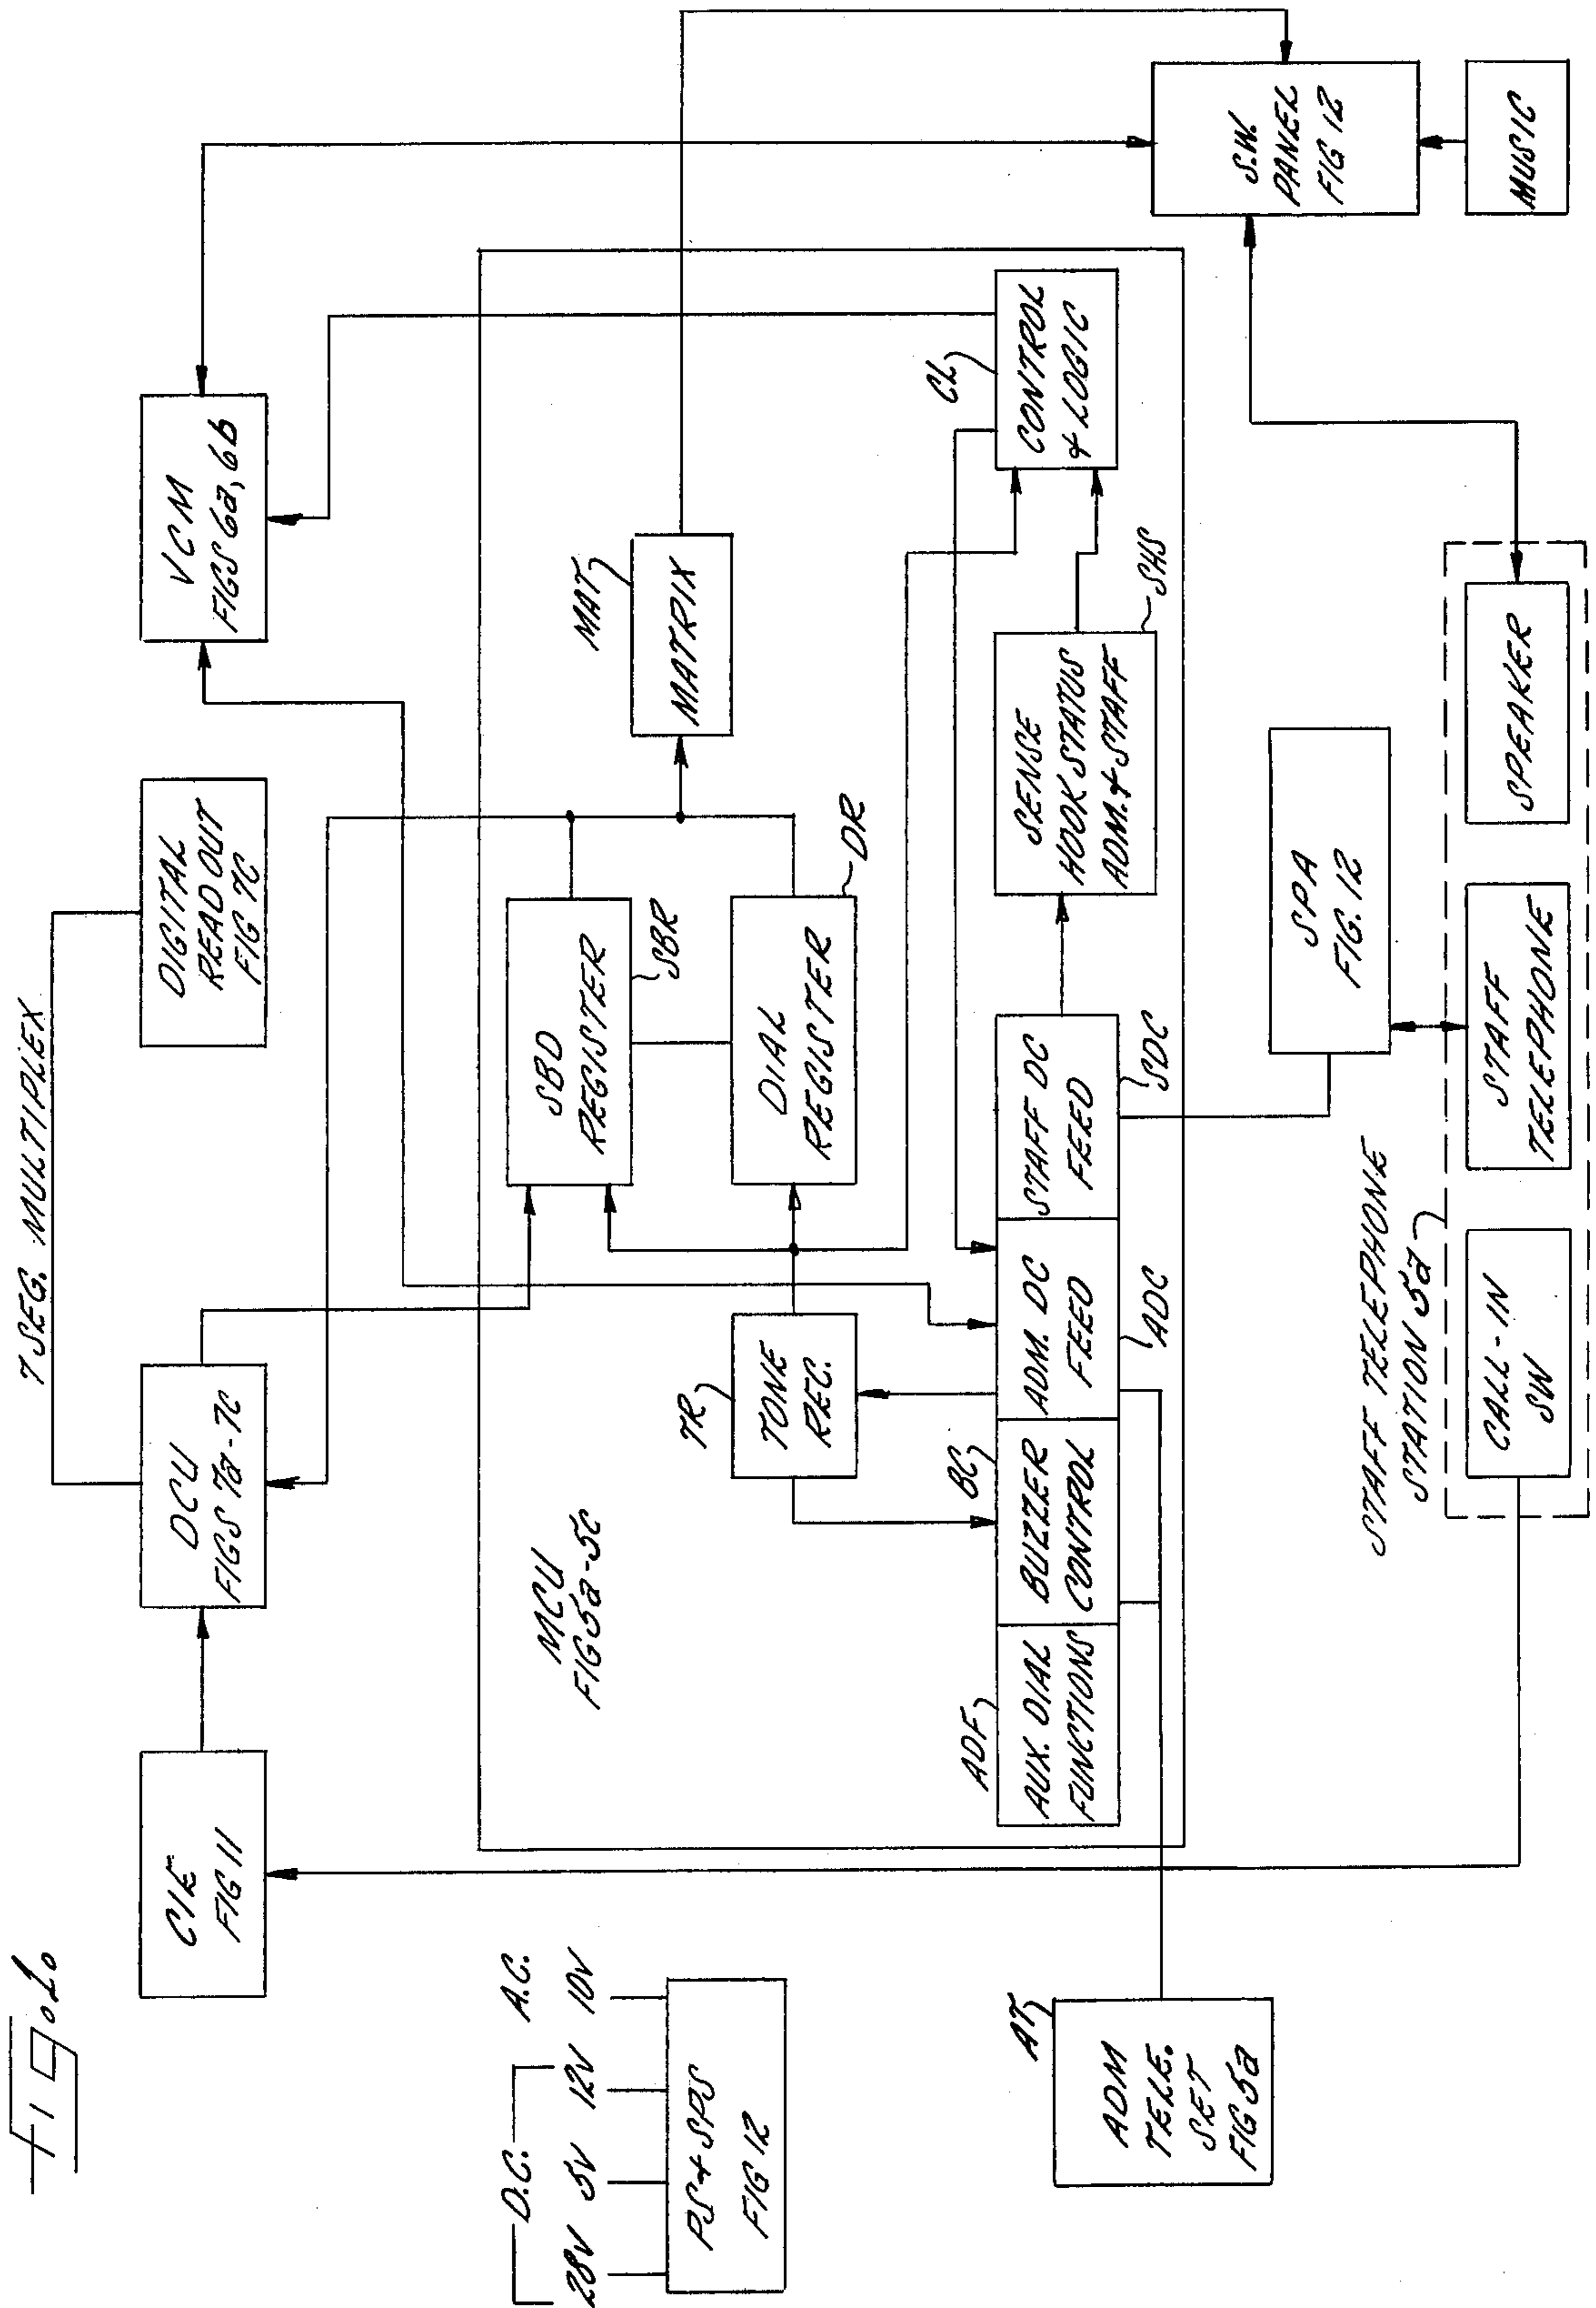 Fig. 1.
7 SEG. MULTIPLEX
CIE
FIG 11
DCU
FIGS 7a-7c
DIGITAL
READ OUT
FIG 7C
VCM
FIGS 6a, 6b
D.C.
A.C.
28V 5V 12V 10V
PS & SPS
FIG 12
MCU
FIG 5a-5c
SBD
REGISTER
SBR
MAT
MATRIX
TR
TONE
REC.
DIAL
REGISTER
DR
ADF
AUX. DIAL
FUNCTIONS
BC
BUZZER
CONTROL
ADM. DC
FEED
ADC
STAFF DC
FEED
SDC
SENSE
HOOK STATUS
ADM. & STAFF
SHS
CL
CONTROL
& LOGIC
AT
ADM
TELE.
SET
FIG 5a
SPA
FIG. 12
S.W.
PANEL
FIG 12
MUSIC
STAFF TELEPHONE
STATION 5a
CALL-IN
SW
STAFF
TELEPHONE
SPEAKER